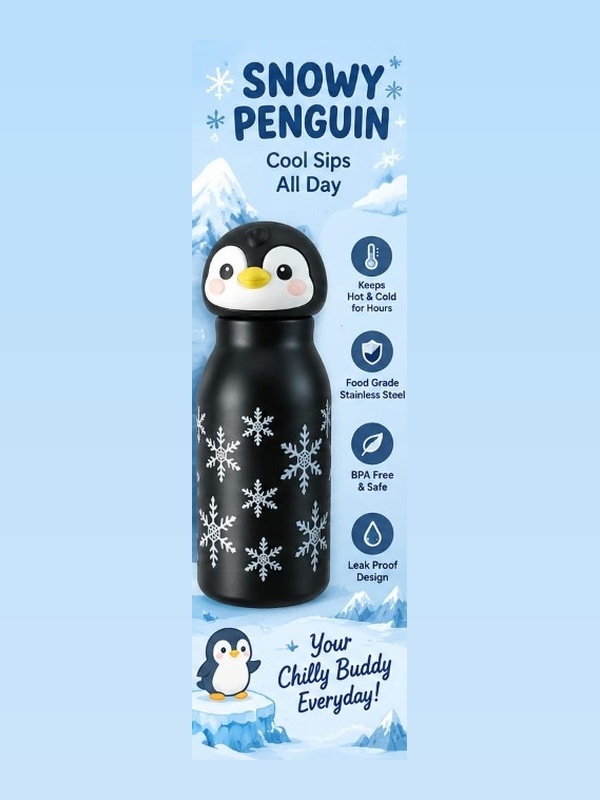 SNOWY
PENGUIN
Cool Sips
All Day
Keeps
Hot & Cold
for Hours
Food Grade
Stainless Steel
BPA Free
& Safe
Leak Proof
Design
Your
Chilly Buddy
Everyday!